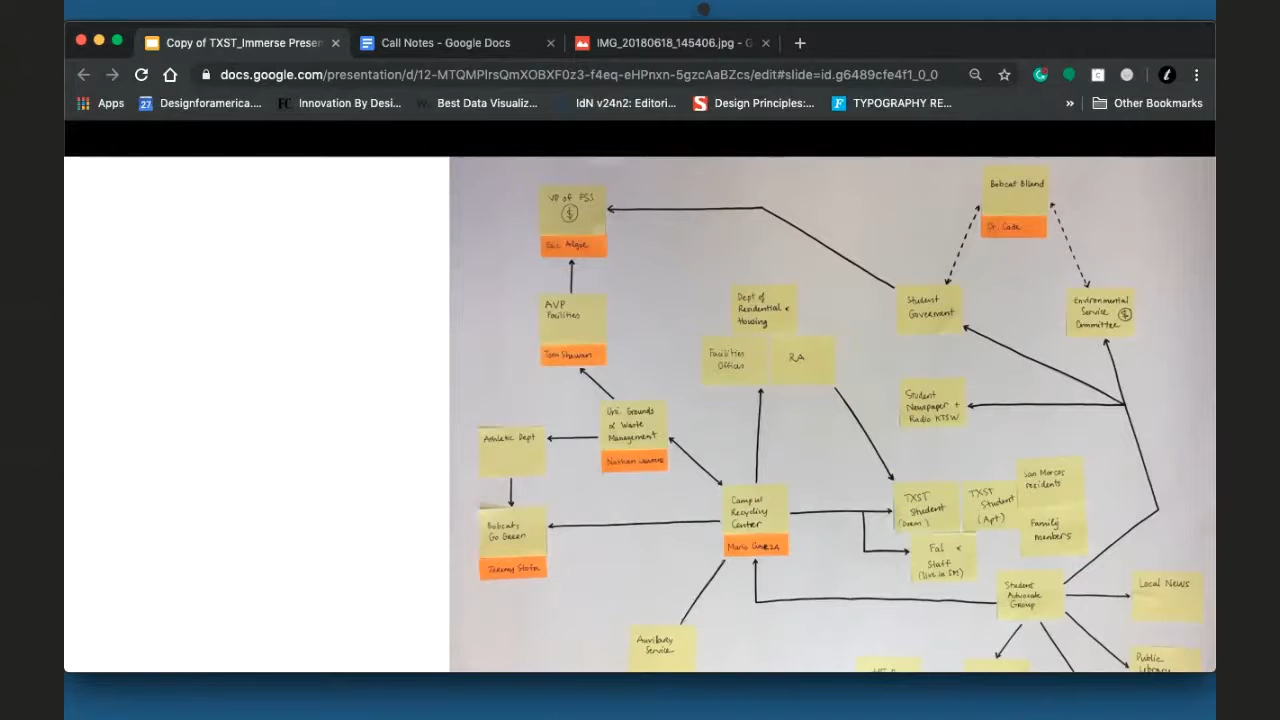 Copy of TXST_Immerse Presen
Call Notes - Google Docs
IMG_20180618_145406.jpg - G
docs.google.com/presentation/d/12-MTQMPlrsQmXOBXF0z3-f4eq-eHPnxn-5gzcAaBZcs/edit#slide=id.g6489cfe4f1_0_0
Apps
27
Designforamerica....
FC
Innovation By Desi...
Best Data Visualiz...
IdN v24n2: Editori...
S
Design Principles:...
F
TYPOGRAPHY RE...
»
Other Bookmarks
VP of FSS
$
Eric Algoe
Bobcat Blend
Dr. Cade
AVP
Facilities
Tom Shewan
Dept of
Residential &
Housing
Facilities
Officer
RA
Student
Government
Environmental
Service $
Committee
Student
Newspaper +
Radio KTSW
Athletic Dept
Uni. Grounds
& Waste
Management
Nathan
Campus
Recycling
Center
Mario Garza
Bobcats
Go Green
TXST
Student
(Dorm)
TXST
Student
(Apt)
San Marcos
residents
Family
members
Fal &
Staff
(live in SM)
Student
Advocate
Group
Local News
Auxiliary
Service
Public
Library